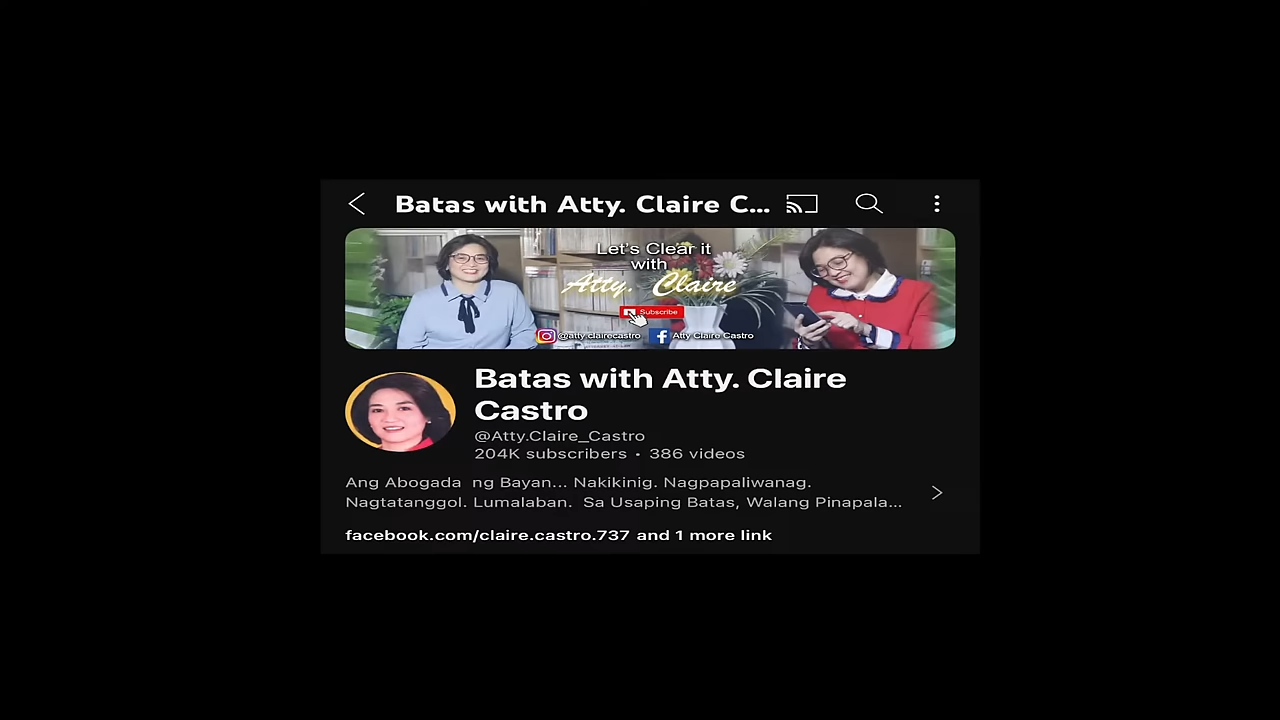 Batas with Atty. Claire C...
Let's Clear it
with
Atty. Claire
Subscribe
@atty.clairecastro
Atty Claire Castro
Batas with Atty. Claire
Castro
@Atty.Claire_Castro
204K subscribers • 386 videos
Ang Abogada ng Bayan... Nakikinig. Nagpapaliwanag.
Nagtatanggol. Lumalaban. Sa Usaping Batas, Walang Pinapala...
facebook.com/claire.castro.737 and 1 more link